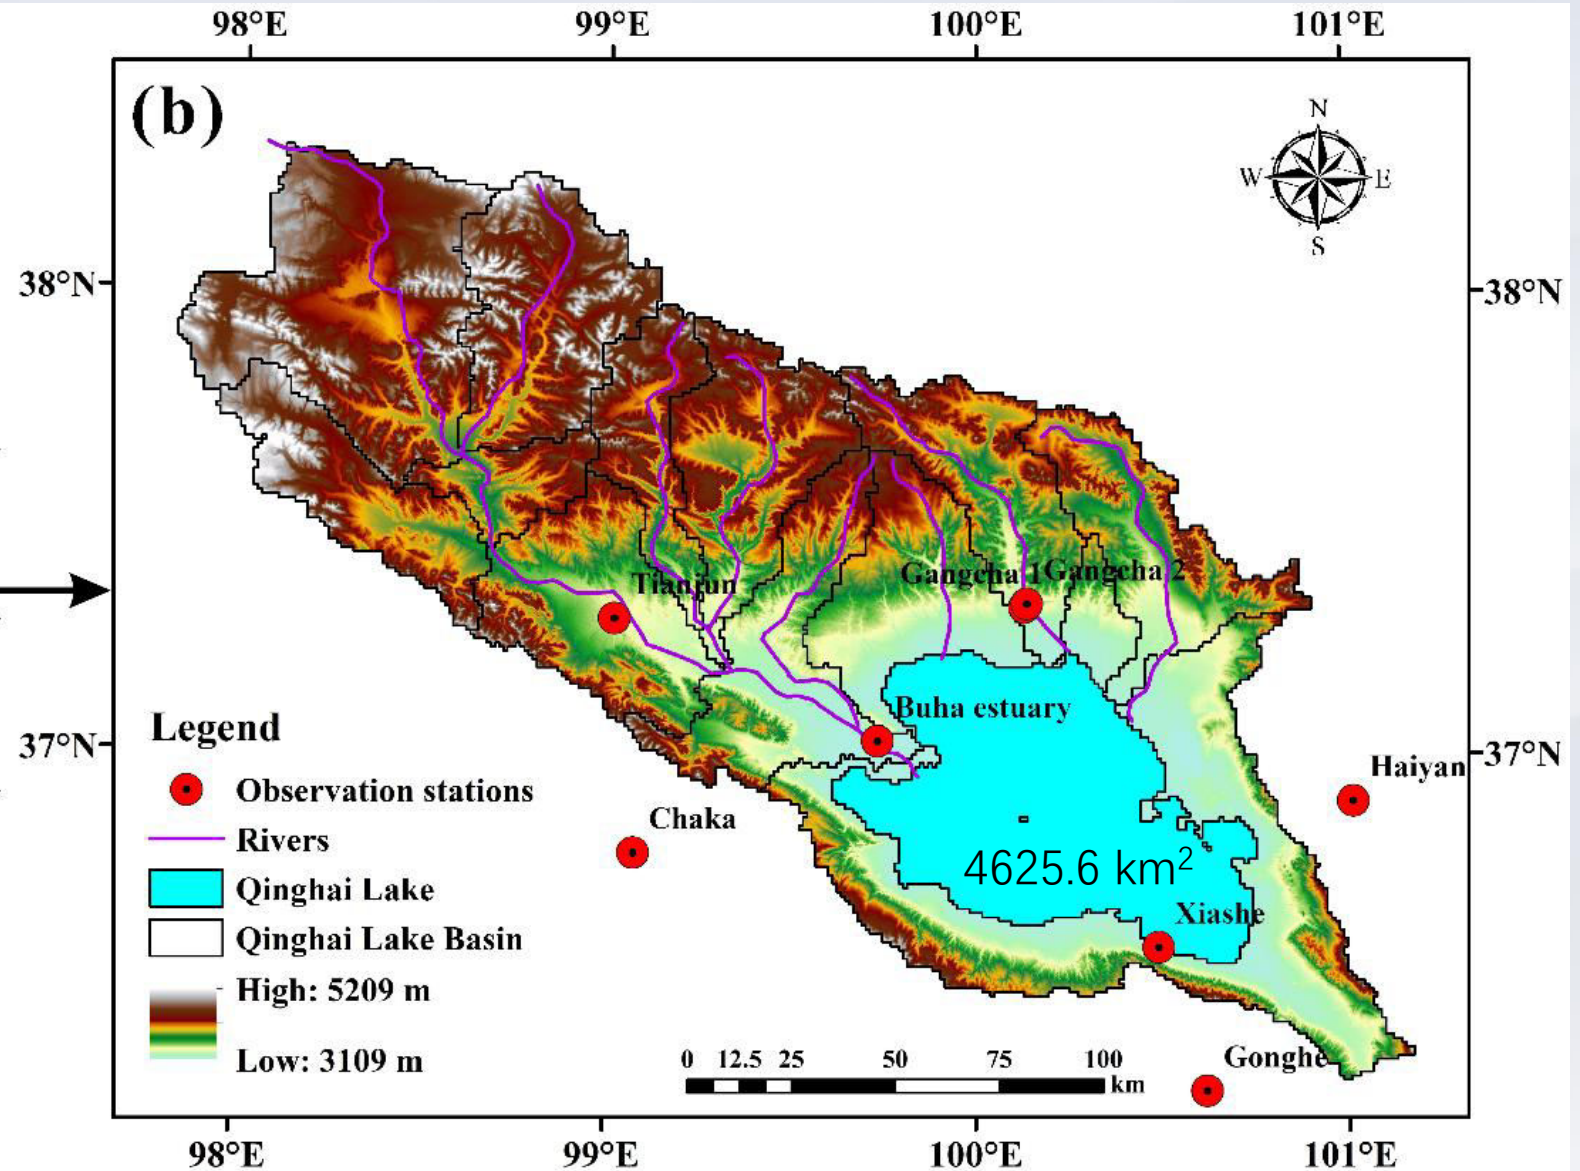 98°E 99°E 100°E 101°E
(b)
N
W E
S
38°N 38°N
Tianjun Gangcha 1 Gangcha 2
Buha estuary
37°N 37°N
Haiyan
Chaka
4625.6 km²
Xiashe
Gonghe
Legend
Observation stations
Rivers
Qinghai Lake
Qinghai Lake Basin
High: 5209 m
Low: 3109 m
0 12.5 25 50 75 100
km
98°E 99°E 100°E 101°E